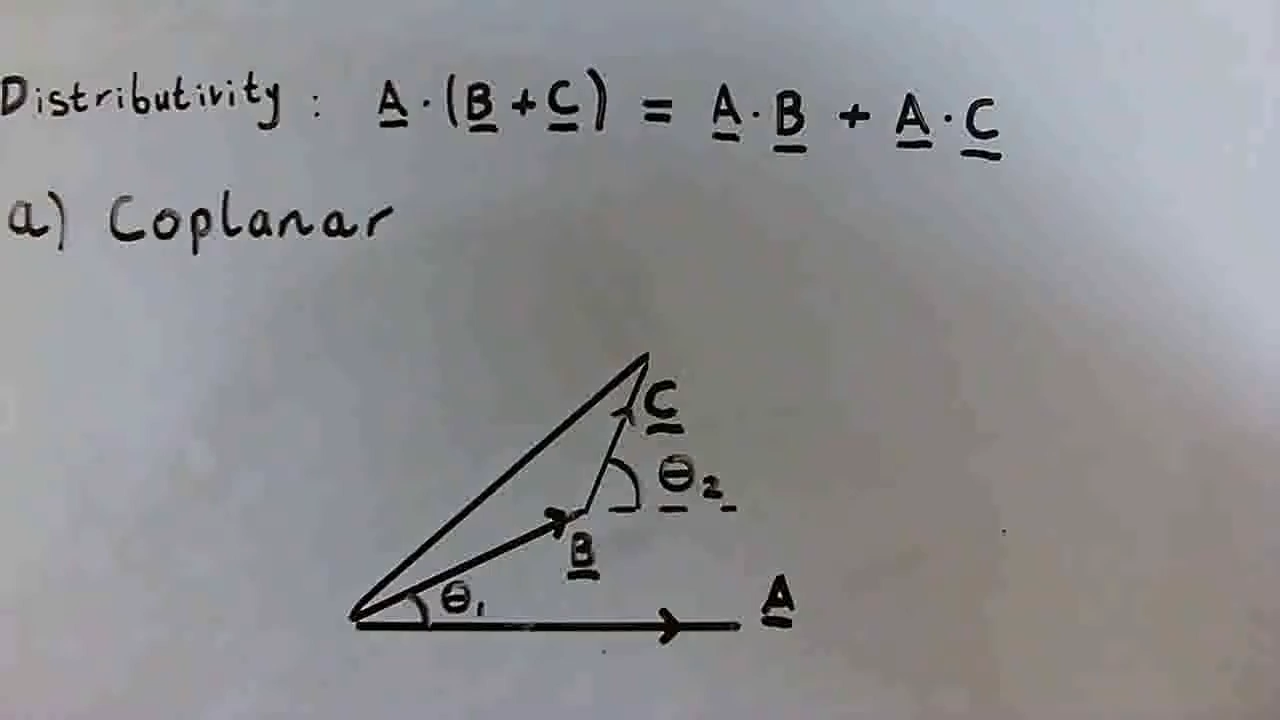 Distributivity : A · (B + C) = A · B + A · C
a) Coplanar
C
θ₂
B
θ₁
A